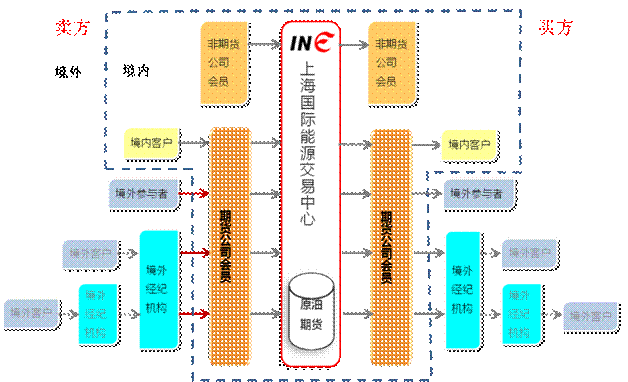 卖方
买方
境外
境内
非期货
公司
会员
INE
上海国际能源交易中心
非期货
公司
会员
境内客户
境内客户
境外参与者
境外参与者
期货公司会员
期货公司会员
境外客户
境外
经纪
机构
境外
经纪
机构
境外客户
境外客户
境外
经纪
机构
原油
期货
境外
经纪
机构
境外客户